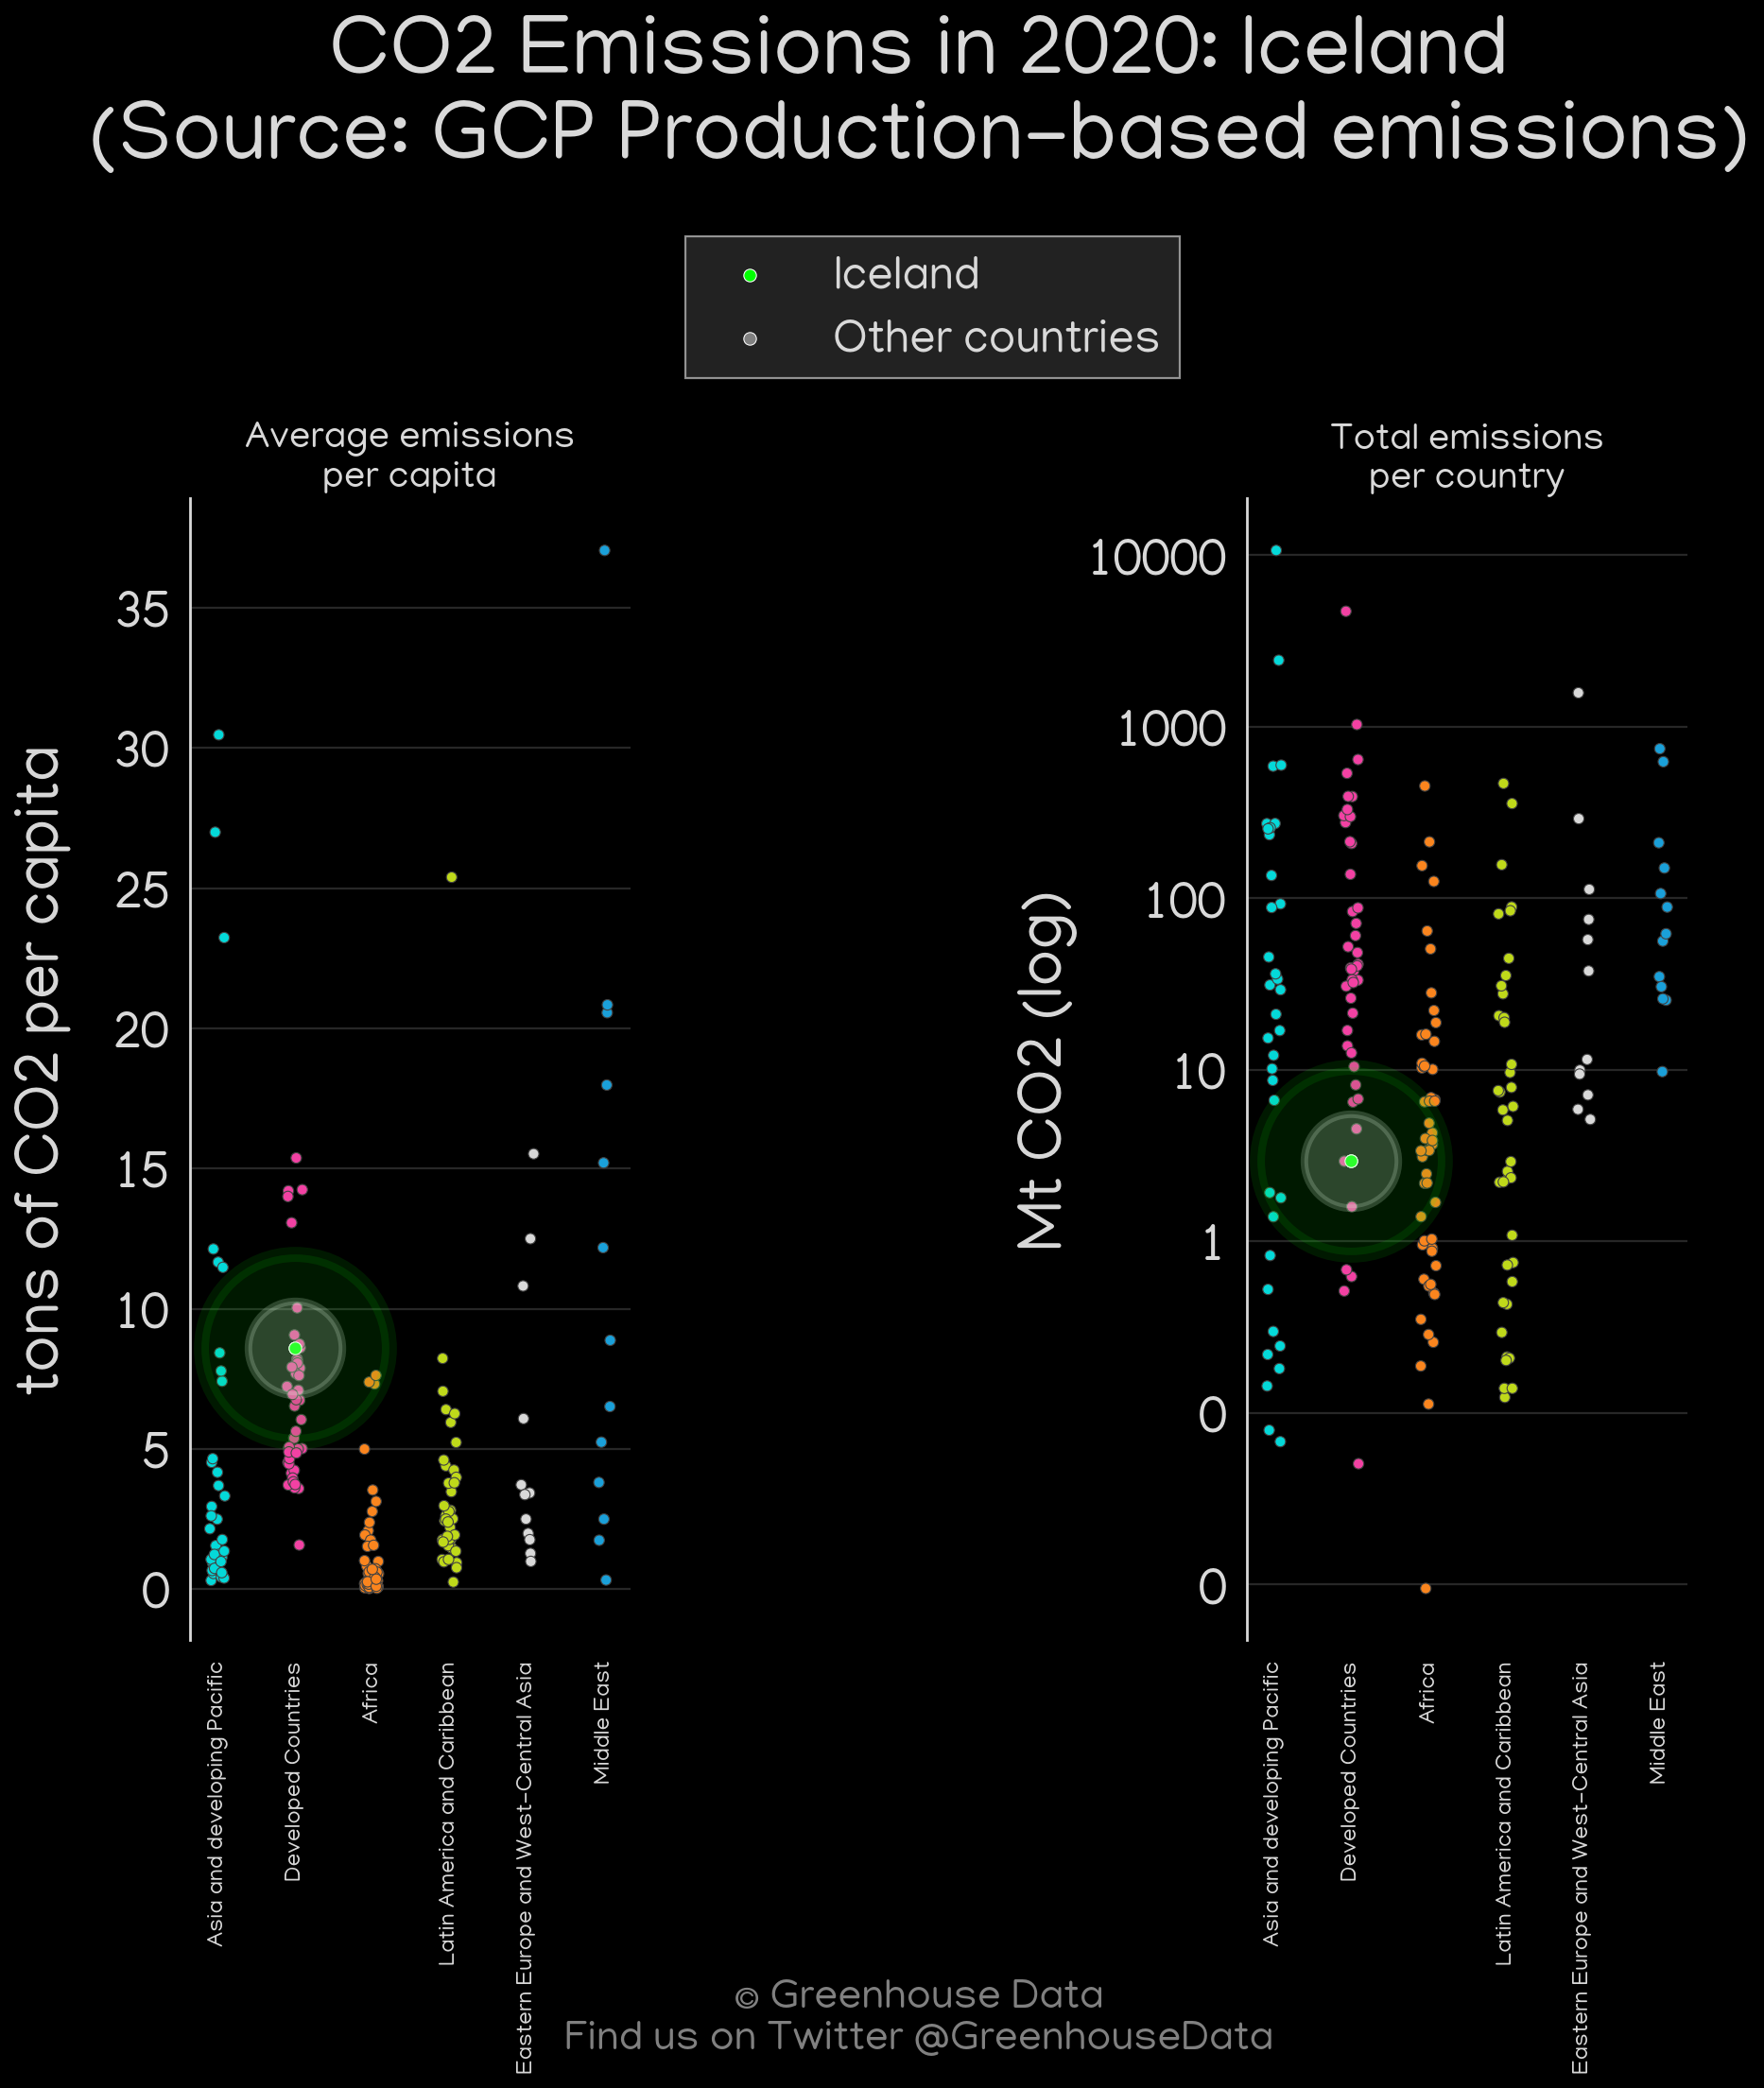 CO2 Emissions in 2020: Iceland
(Source: GCP Production-based emissions)
Iceland
Other countries
Average emissions
per capita
tons of CO2 per capita
35
30
25
20
15
10
5
0
Asia and developing Pacific
Developed Countries
Africa
Latin America and Caribbean
Eastern Europe and West-Central Asia
Middle East
Total emissions
per country
Mt CO2 (log)
10000
1000
100
10
1
0
0
Asia and developing Pacific
Developed Countries
Africa
Latin America and Caribbean
Eastern Europe and West-Central Asia
Middle East
© Greenhouse Data
Find us on Twitter @GreenhouseData